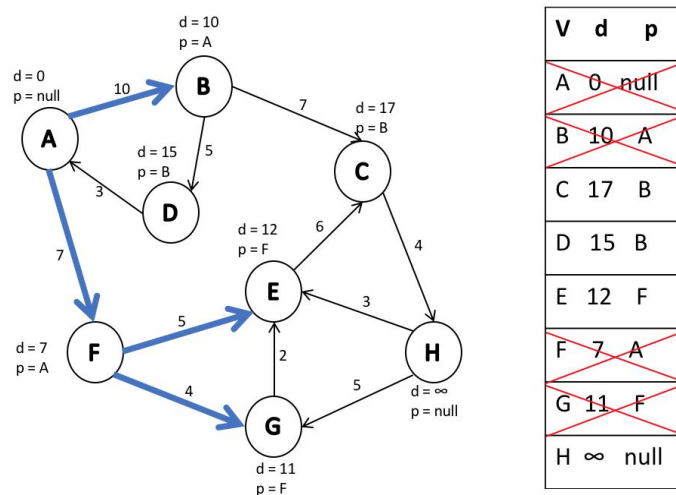 d = 10
p = A
d = 0
p = null
10
B
7
d = 17
p = B
A
d = 15
p = B
5
C
3
D
6
4
7
d = 12
p = F
E
3
5
d = 7
p = A
F
2
H
4
5
d = ∞
p = null
G
d = 11
p = F
V d p
A 0 null
B 10 A
C 17 B
D 15 B
E 12 F
F 7 A
G 11 F
H ∞ null